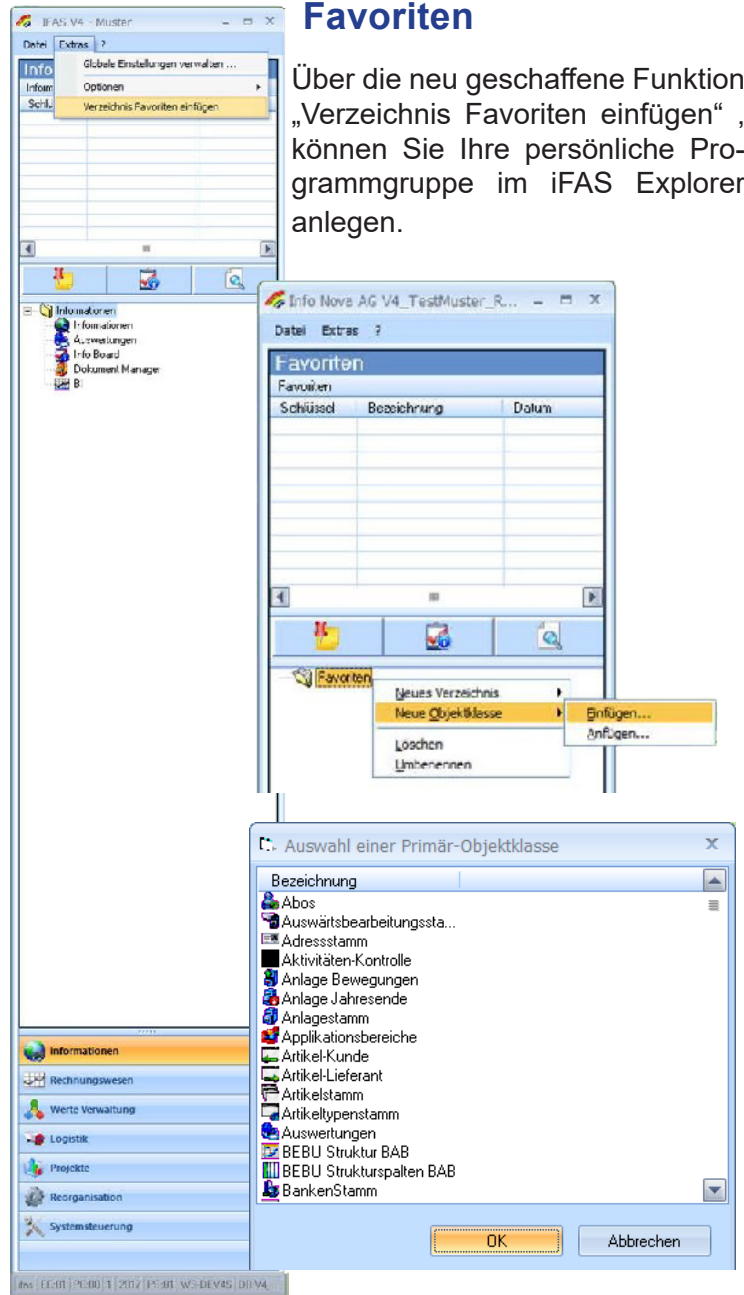 Favoriten
Über die neu geschaffene Funktion
„Verzeichnis Favoriten einfügen“ ,
können Sie Ihre persönliche Pro-
grammgruppe im iFAS Explorer
anlegen.
IFAS V4 - Muster
Datei Extras ?
Globale Einstellungen verwalten ...
Optionen
Verzeichnis Favoriten einfügen
Info
Inform
Schlü
Informationen
Informationen
Auswertungen
Info Board
Dokument Manager
BI
Informationen
Rechnungswesen
Werte Verwaltung
Logistik
Projekte
Reorganisation
Systemsteuerung
Info Nova AG V4_TestMuster_R...
Datei Extras ?
Favoriten
Favoriten
Schlüssel Bezeichnung Datum
Favoriten
Neues Verzeichnis
Neue Objektklasse
Löschen
Umbenennen
Einfügen...
Anfügen...
Auswahl einer Primär-Objektklasse
Bezeichnung
Abos
Auswärtsbearbeitungssta...
Adressstamm
Aktivitäten-Kontrolle
Anlage Bewegungen
Anlage Jahresende
Anlagestamm
Applikationsbereiche
Artikel-Kunde
Artikel-Lieferant
Artikelstamm
Artikeltypenstamm
Auswertungen
BEBU Struktur BAB
BEBU Strukturspalten BAB
BankenStamm
OK Abbrechen